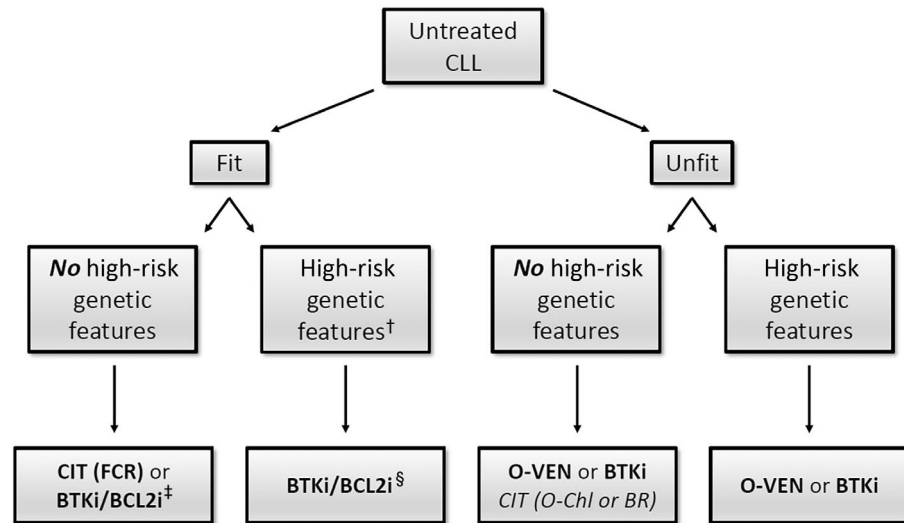 Untreated
CLL
Fit
Unfit
No high-risk
genetic
features
High-risk
genetic
features†
No high-risk
genetic
features
High-risk
genetic
features
CIT (FCR) or
BTKi/BCL2i‡
BTKi/BCL2i§
O-VEN or BTKi
CIT (O-Chl or BR)
O-VEN or BTKi